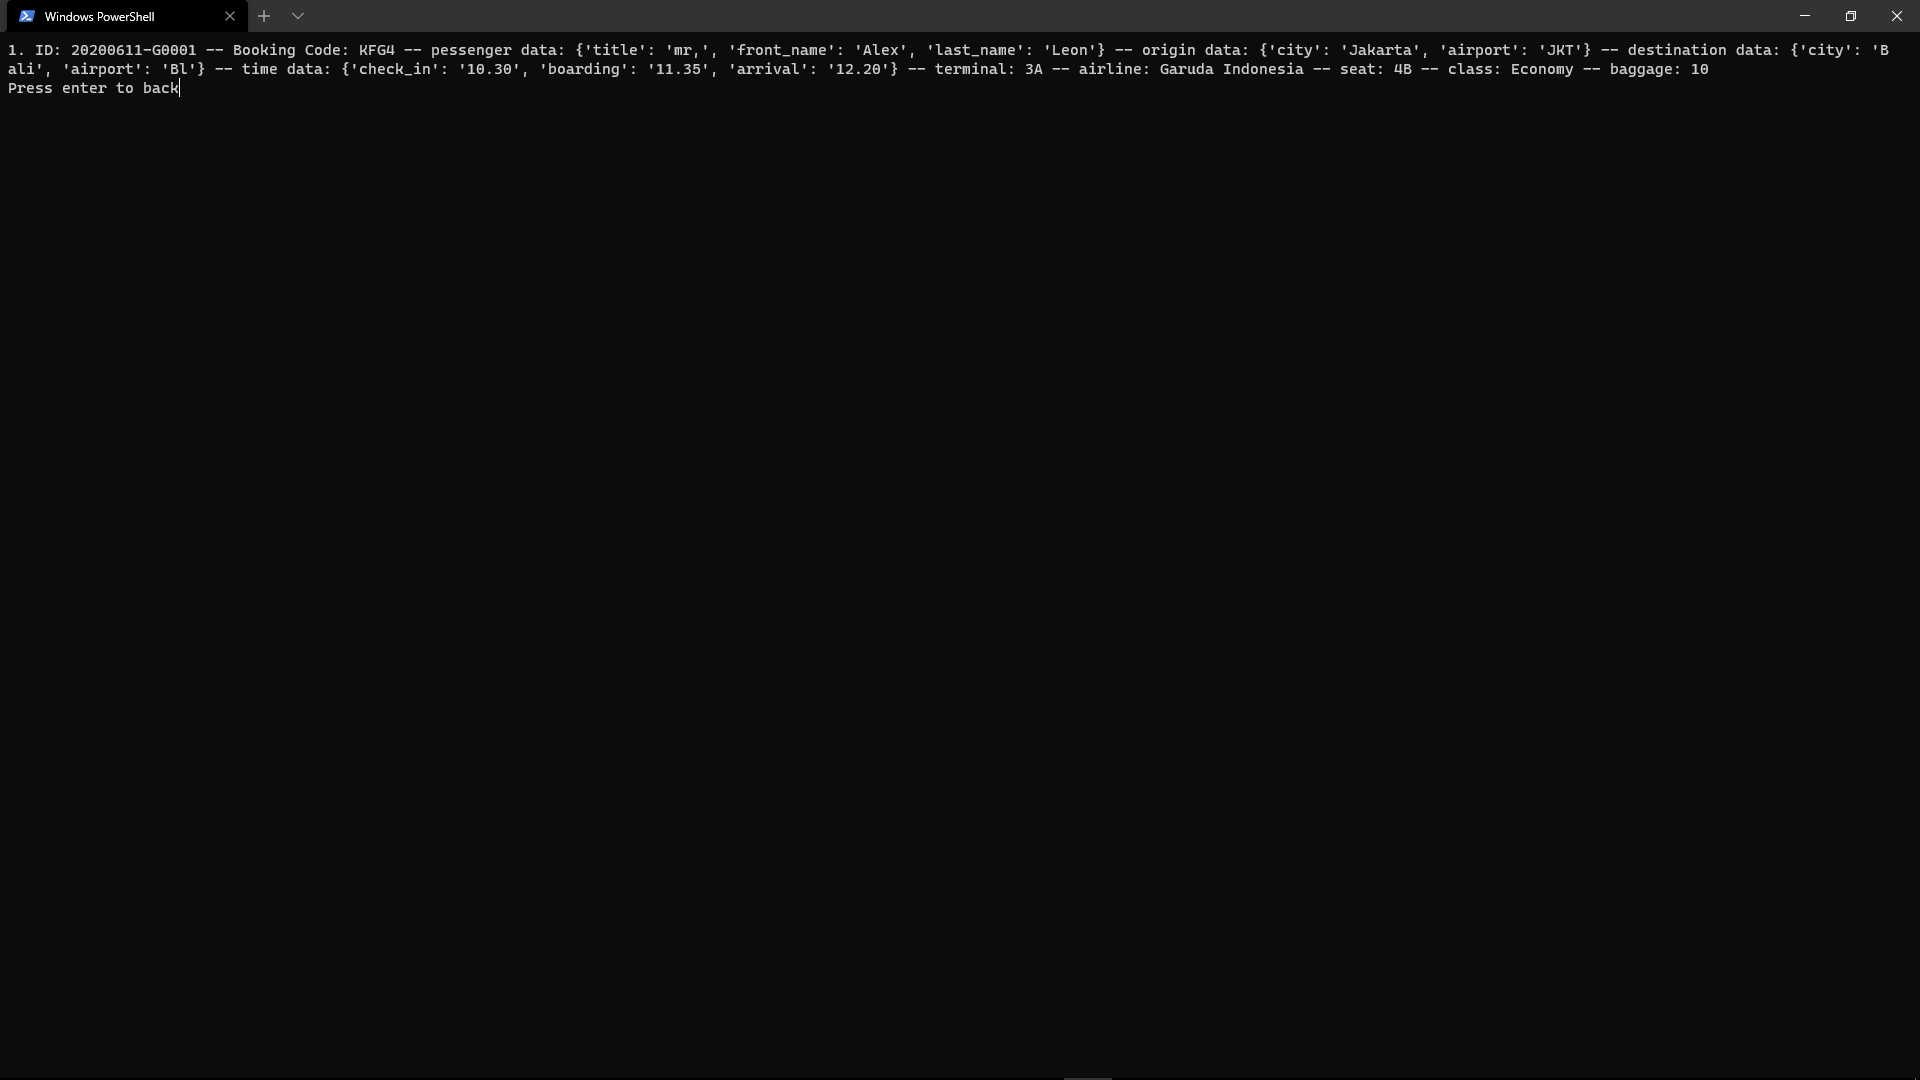 Windows PowerShell
1. ID: 20200611-G0001 -- Booking Code: KFG4 -- pessenger data: {'title': 'mr,', 'front_name': 'Alex', 'last_name': 'Leon'} -- origin data: {'city': 'Jakarta', 'airport': 'JKT'} -- destination data: {'city': 'B
ali', 'airport': 'Bl'} -- time data: {'check_in': '10.30', 'boarding': '11.35', 'arrival': '12.20'} -- terminal: 3A -- airline: Garuda Indonesia -- seat: 4B -- class: Economy -- baggage: 10
Press enter to back